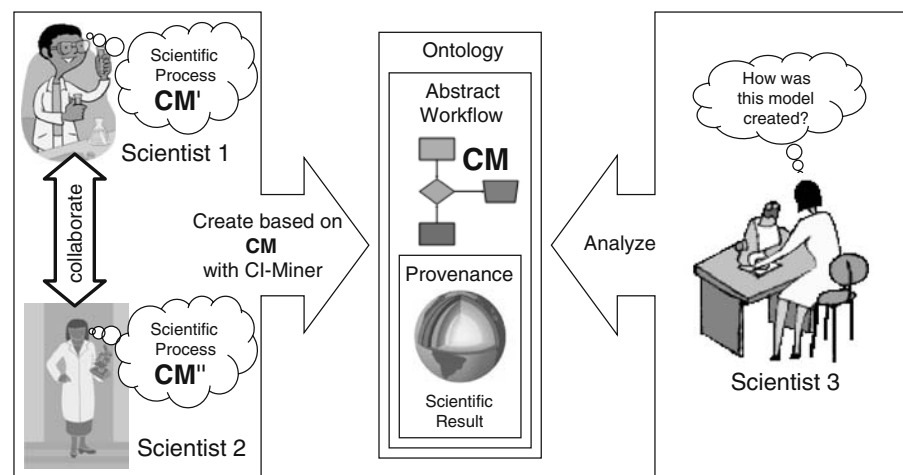 Scientific
Process
CM'
Scientist 1
collaborate
Scientific
Process
CM"
Scientist 2
Create based on
CM
with CI-Miner
Ontology
Abstract
Workflow
CM
Provenance
Scientific
Result
Analyze
How was
this model
created?
Scientist 3